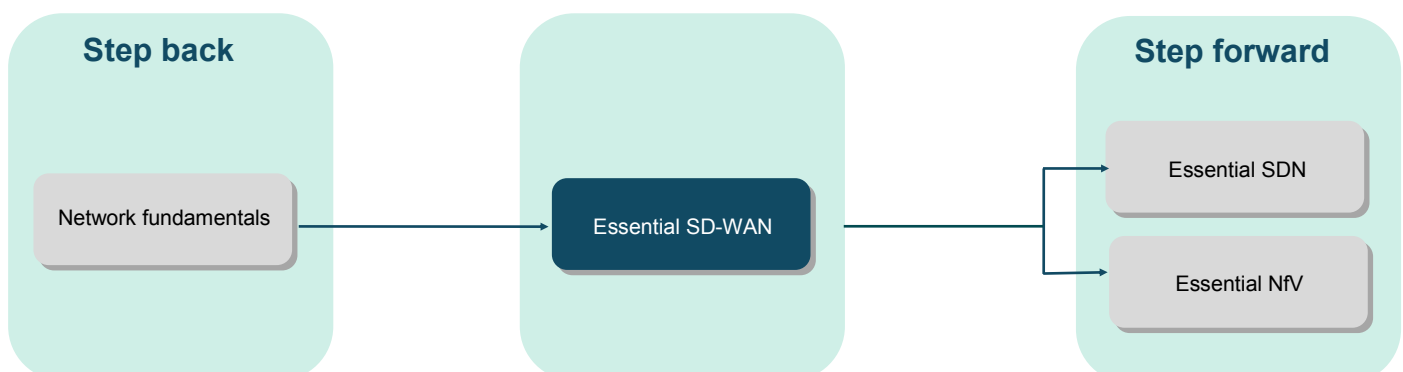 Step back
Network fundamentals
Essential SD-WAN
Step forward
Essential SDN
Essential NfV